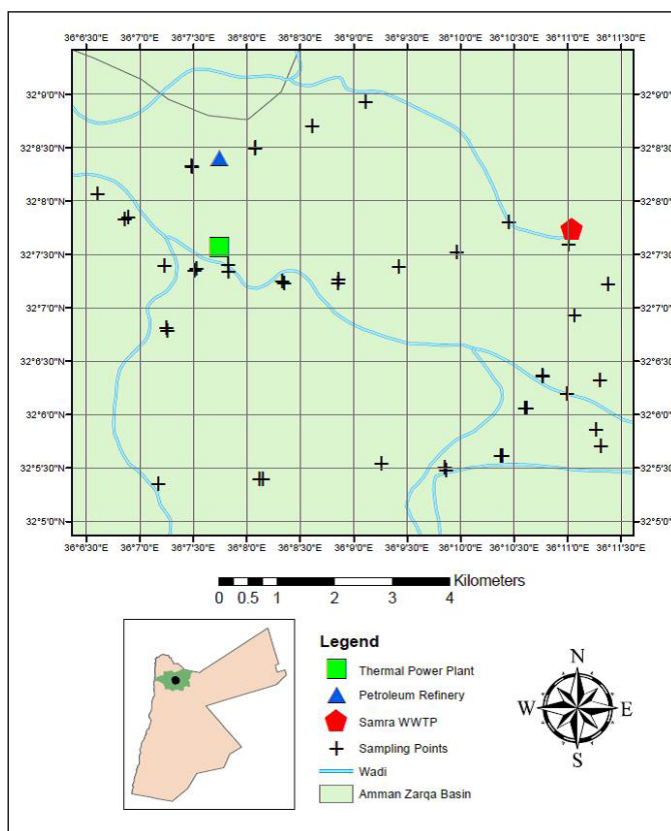 36°6'30"E 36°7'0"E 36°7'30"E 36°8'0"E 36°8'30"E 36°9'0"E 36°9'30"E 36°10'0"E 36°10'30"E 36°11'0"E 36°11'30"E
32°9'0"N 32°9'0"N
32°8'30"N 32°8'30"N
32°8'0"N 32°8'0"N
32°7'30"N 32°7'30"N
32°7'0"N 32°7'0"N
32°6'30"N 32°6'30"N
32°6'0"N 32°6'0"N
32°5'30"N 32°5'30"N
32°5'0"N 32°5'0"N
36°6'30"E 36°7'0"E 36°7'30"E 36°8'0"E 36°8'30"E 36°9'0"E 36°9'30"E 36°10'0"E 36°10'30"E 36°11'0"E 36°11'30"E
Kilometers
0 0.5 1 2 3 4
Legend
Thermal Power Plant
Petroleum Refinery
Samra WWTP
Sampling Points
Wadi
Amman Zarqa Basin
N
W E
S